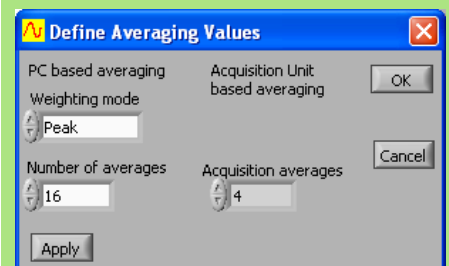 Define Averaging Values
PC based averaging
Acquisition Unit
based averaging
OK
Weighting mode
Peak
Cancel
Number of averages
Acquisition averages
16
4
Apply